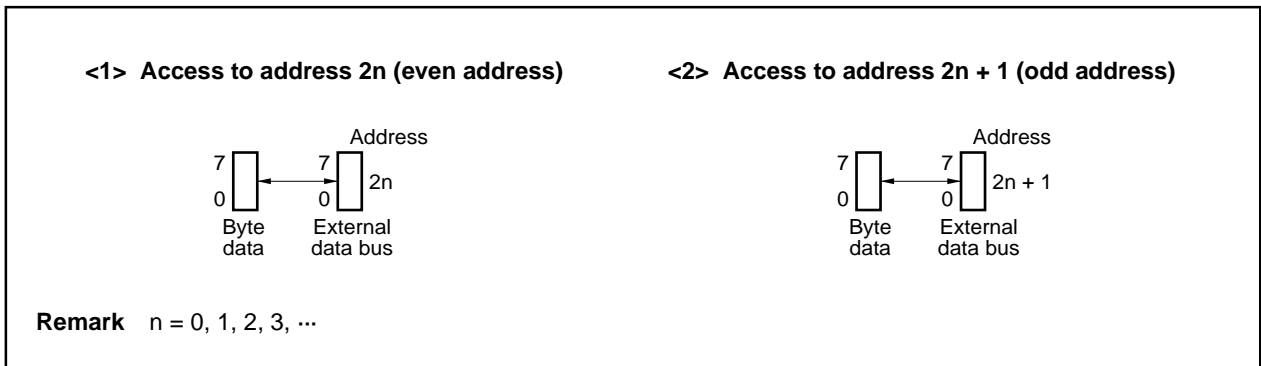 <1> Access to address 2n (even address)
Address
7
7
2n
0
0
Byte
data
External
data bus
<2> Access to address 2n + 1 (odd address)
Address
7
7
2n + 1
0
0
Byte
data
External
data bus
Remark n = 0, 1, 2, 3, ···